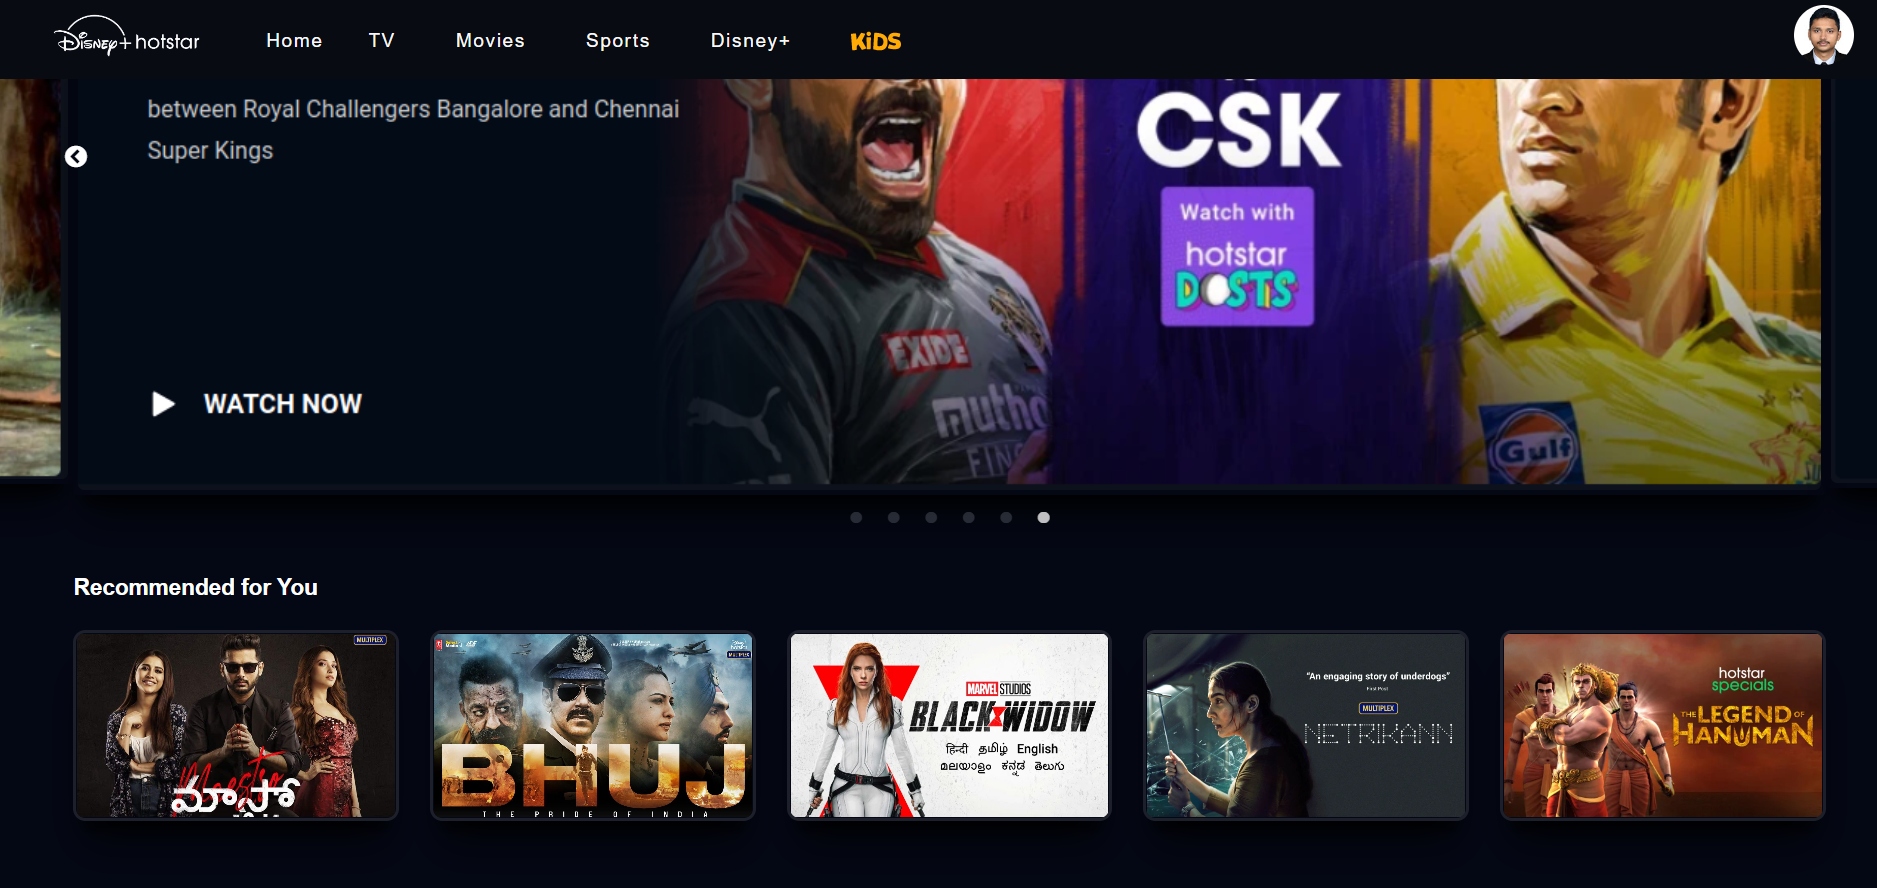 Disney+ hotstar
Home TV Movies Sports Disney+ KiDS
between Royal Challengers Bangalore and Chennai
Super Kings
CSK
Watch with
hotstar
DOSTS
EXIDE
Gulf
WATCH NOW
Recommended for You
MULTIPLEX
Maestro
మాస్ట్రో
MULTIPLEX
BHUJ
THE PRIDE OF INDIA
MARVEL STUDIOS
BLACK WIDOW
हिन्दी தமிழ் English
മലയാളം ಕನ್ನಡ తెలుగు
"An engaging story of underdogs"
First Post
MULTIPLEX
NETRIKANN
hotstar
specials
THE LEGEND OF
HANUMAN